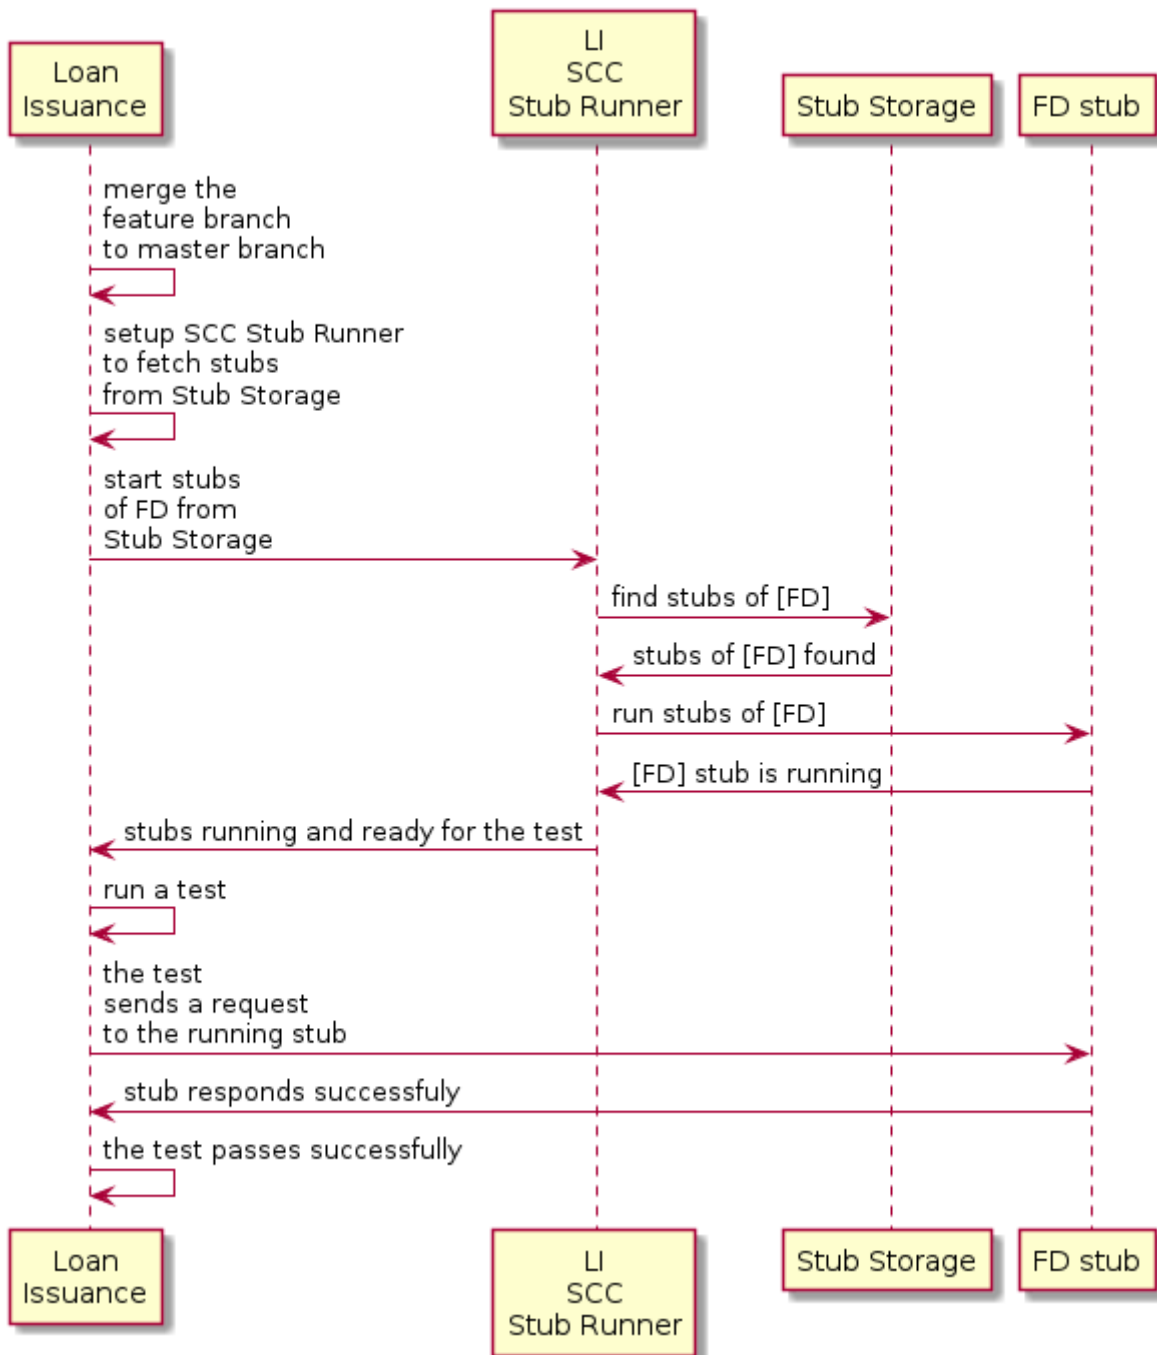 Loan
Issuance
LI
SCC
Stub Runner
Stub Storage
FD stub
merge the
feature branch
to master branch
setup SCC Stub Runner
to fetch stubs
from Stub Storage
start stubs
of FD from
Stub Storage
find stubs of [FD]
stubs of [FD] found
run stubs of [FD]
[FD] stub is running
stubs running and ready for the test
run a test
the test
sends a request
to the running stub
stub responds successfuly
the test passes successfully
Loan
Issuance
LI
SCC
Stub Runner
Stub Storage
FD stub